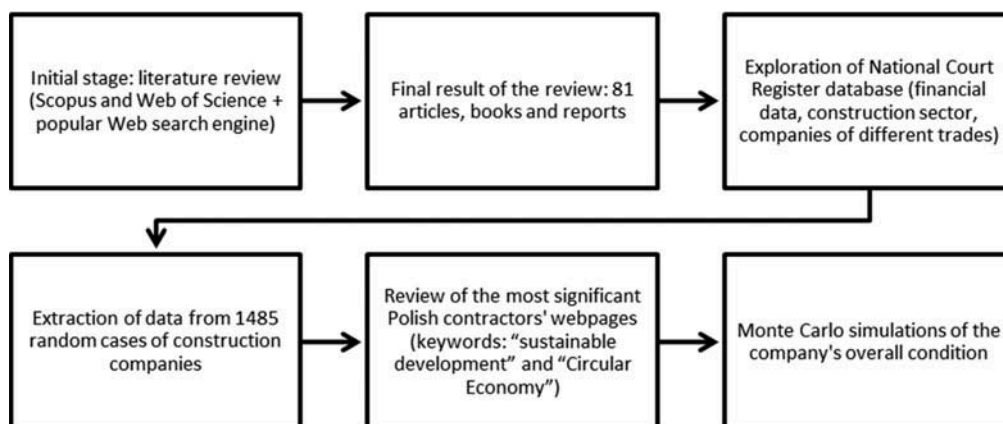 Initial stage: literature review
(Scopus and Web of Science +
popular Web search engine)
Final result of the review: 81
articles, books and reports
Exploration of National Court
Register database (financial
data, construction sector,
companies of different trades)
Extraction of data from 1485
random cases of construction
companies
Review of the most significant
Polish contractors' webpages
(keywords: “sustainable
development” and “Circular
Economy”)
Monte Carlo simulations of the
company's overall condition